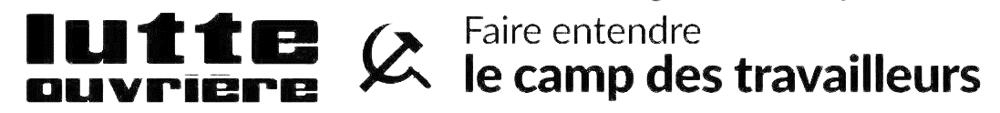 lutte
ouvrière
Faire entendre
le camp des travailleurs